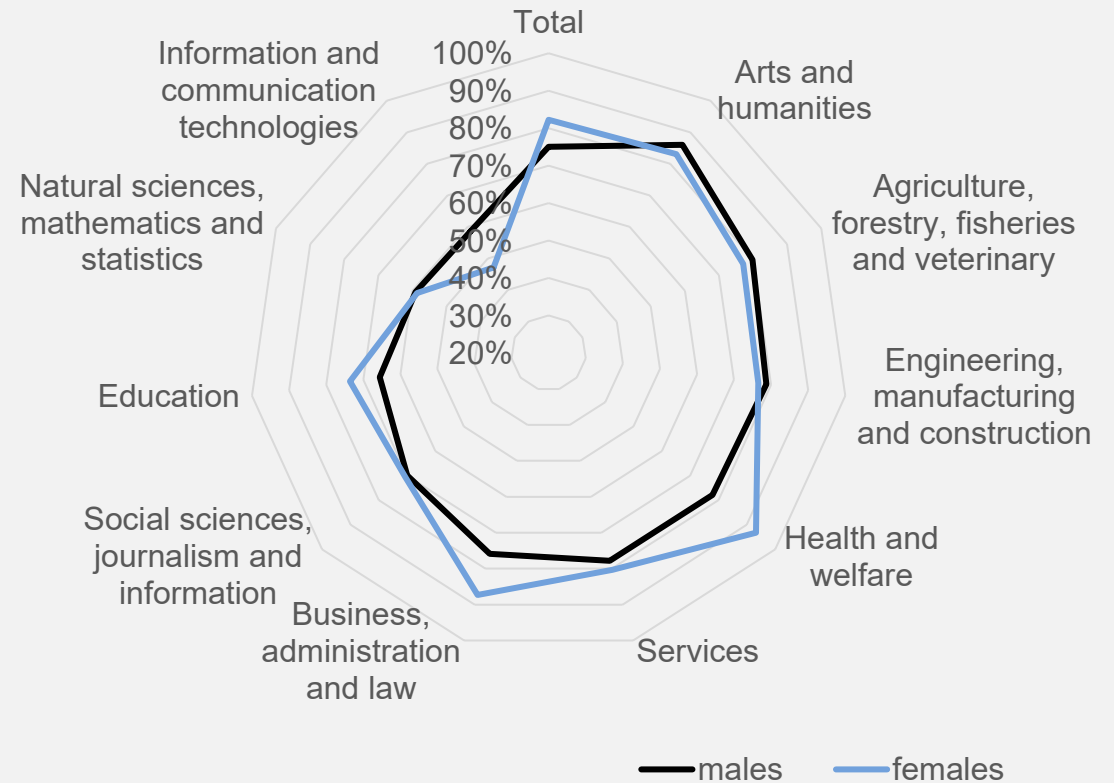 Total
100%
90%
80%
70%
60%
50%
40%
30%
20%
Arts and
humanities
Agriculture,
forestry, fisheries
and veterinary
Engineering,
manufacturing
and construction
Health and
welfare
Services
Business,
administration
and law
Social sciences,
journalism and
information
Education
Natural sciences,
mathematics and
statistics
Information and
communication
technologies
males
females